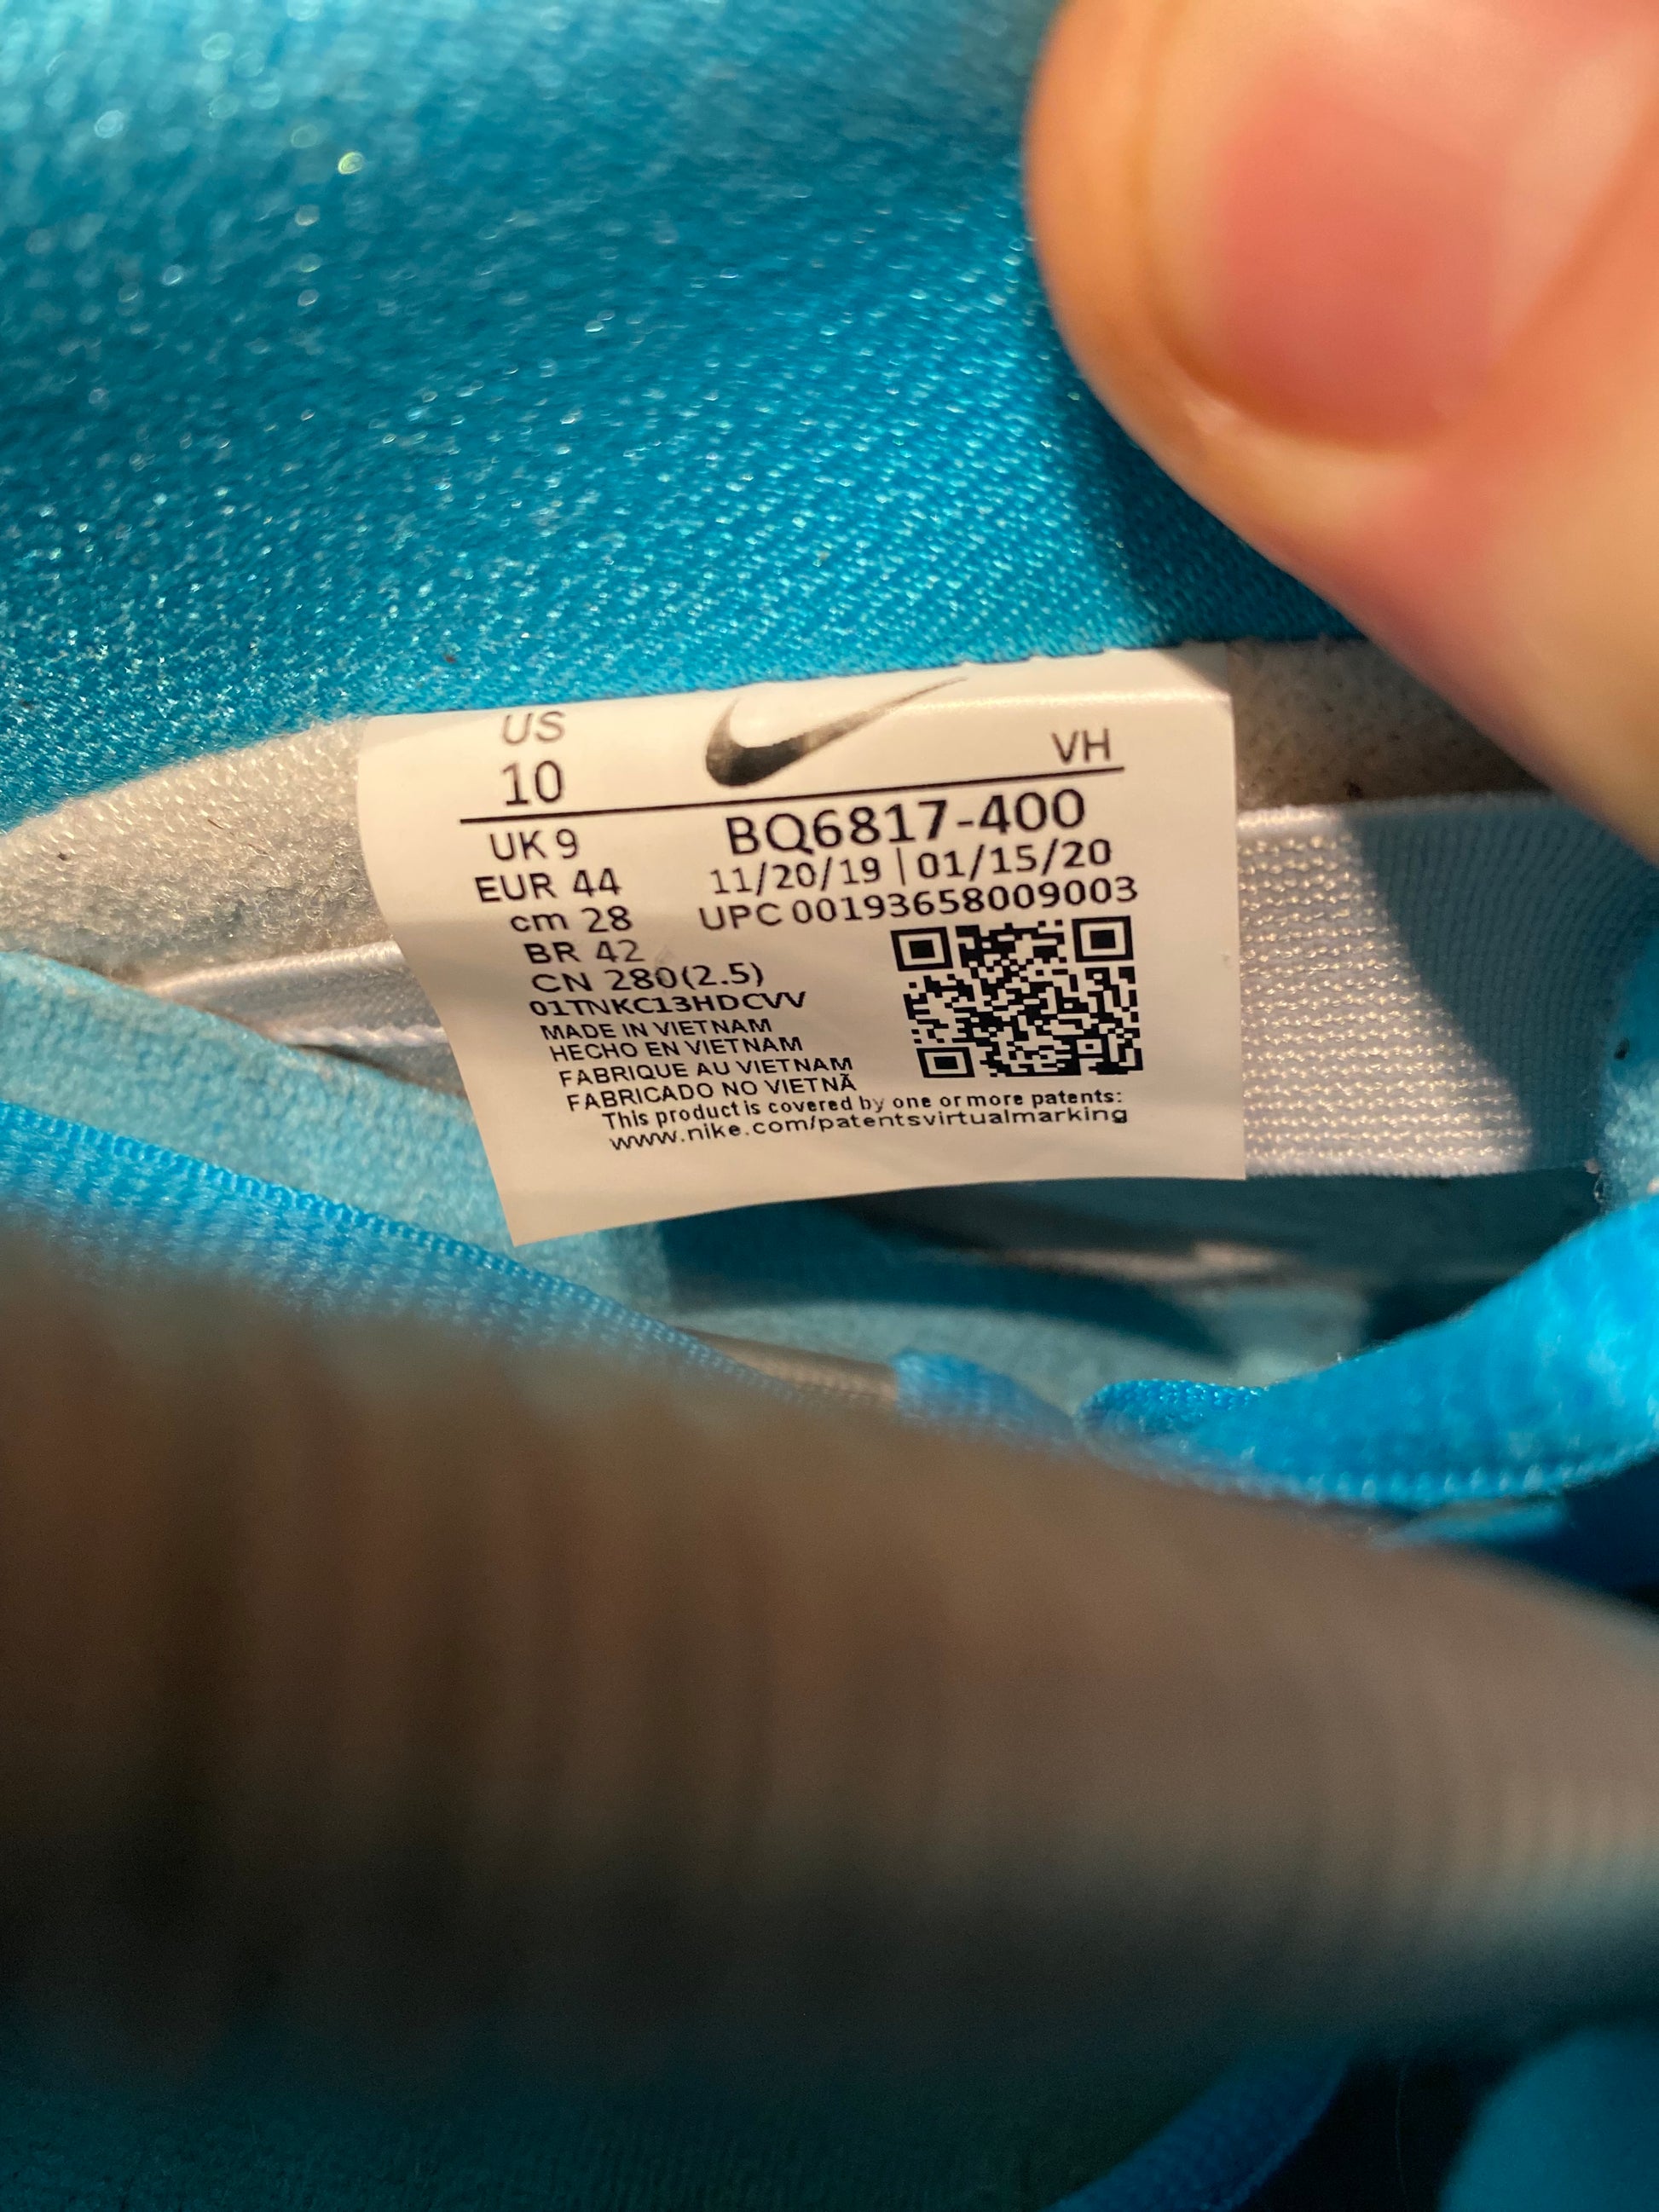 US
10
VH
UK 9
EUR 44
cm 28
BR 42
CN 280(2.5)
01TNKC13HDCVV
MADE IN VIETNAM
HECHO EN VIETNAM
FABRIQUE AU VIETNAM
FABRICADO NO VIETNÃ
BQ6817-400
11/20/19 | 01/15/20
UPC 00193658009003
This product is covered by one or more patents:
www.nike.com/patentsvirtualmarking